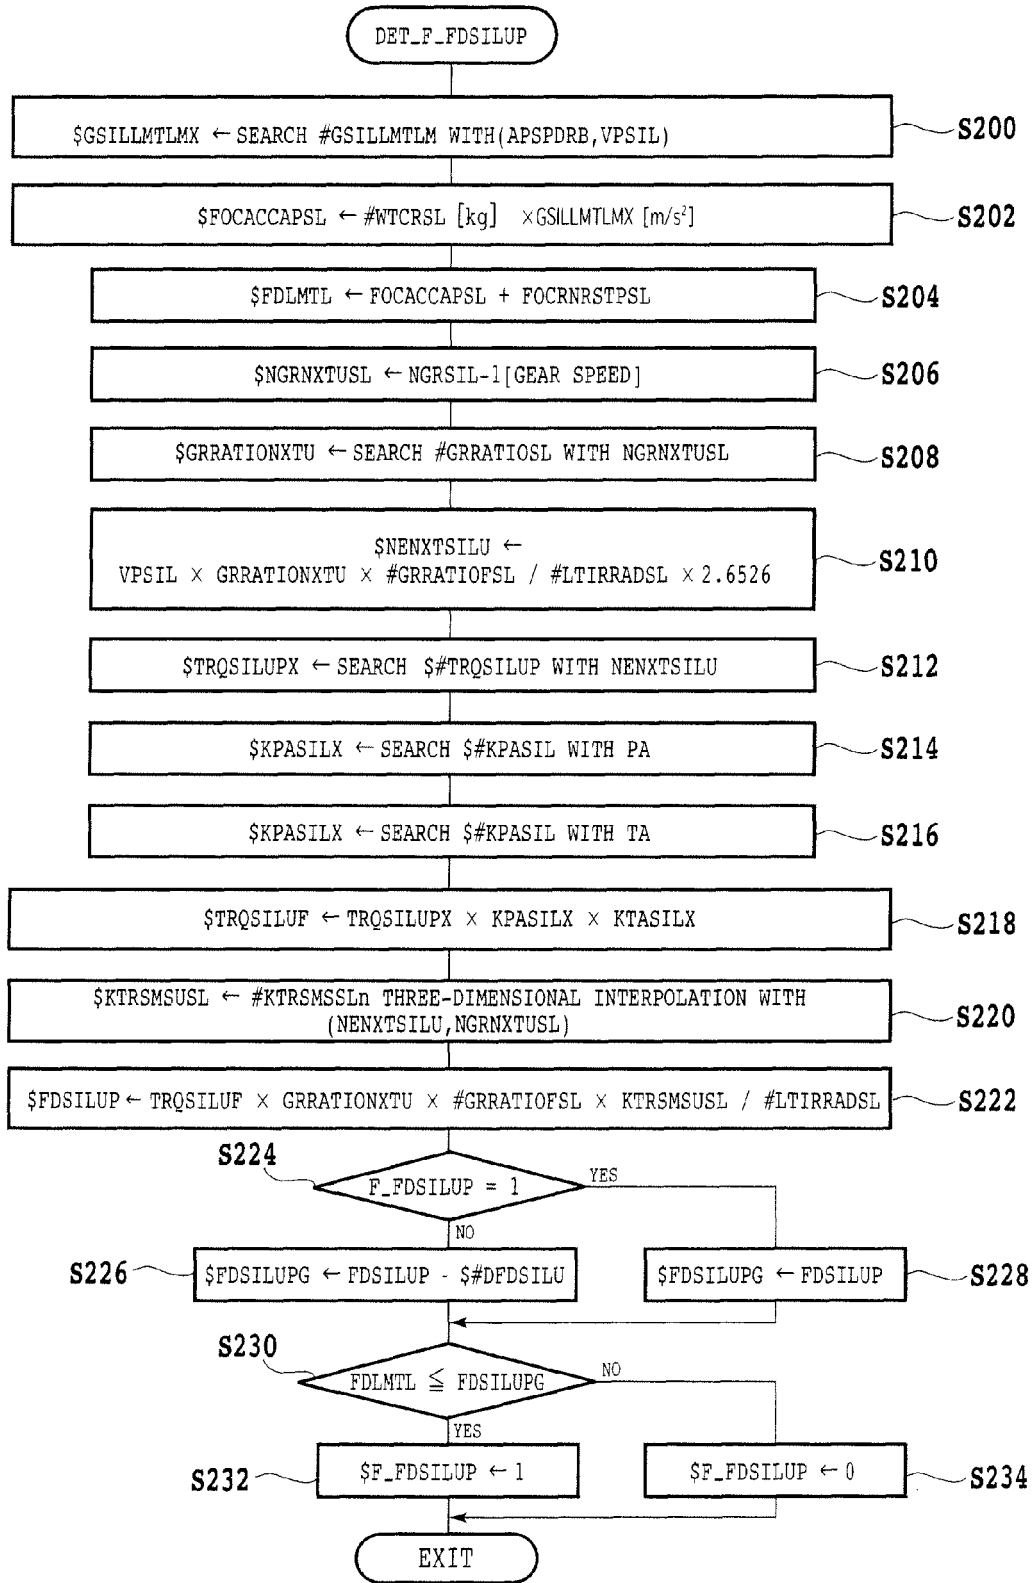 DET_F_FDSILUP
$GSILLMTLMX ← SEARCH #GSILLMTLM WITH(APSPDRB,VPSIL)
S200
$FOCACCAPSL ← #WTCRSL [kg] ×GSILLMTLMX [m/s²]
S202
$FDLMTL ← FOCACCAPSL + FOCRNRSTPSL
S204
$NGRNXTUSL ← NGRSIL-1[GEAR SPEED]
S206
$GRRATIONXTU ← SEARCH #GRRATIOSL WITH NGRNXTUSL
S208
$NENXTSILU ←
VPSIL × GRRATIONXTU × #GRRATIOFSL / #LTIRRADSL × 2.6526
S210
$TRQSILUPX ← SEARCH $#TRQSILUP WITH NENXTSILU
S212
$KPASILX ← SEARCH $#KPASIL WITH PA
S214
$KPASILX ← SEARCH $#KPASIL WITH TA
S216
$TRQSILUF ← TRQSILUPX × KPASILX × KTASILX
S218
$KTRSMSUSL ← #KTRSMSSLn THREE-DIMENSIONAL INTERPOLATION WITH
(NENXTSILU,NGRNXTUSL)
S220
$FDSILUP ← TRQSILUF × GRRATIONXTU × #GRRATIOFSL × KTRSMSUSL / #LTIRRADSL
S222
S224
F_FDSILUP = 1
YES
NO
S226
$FDSILUPG ← FDSILUP - $#DFDSILU
$FDSILUPG ← FDSILUP
S228
S230
FDLMTL ≦ FDSILUPG
NO
YES
S232
$F_FDSILUP ← 1
$F_FDSILUP ← 0
S234
EXIT